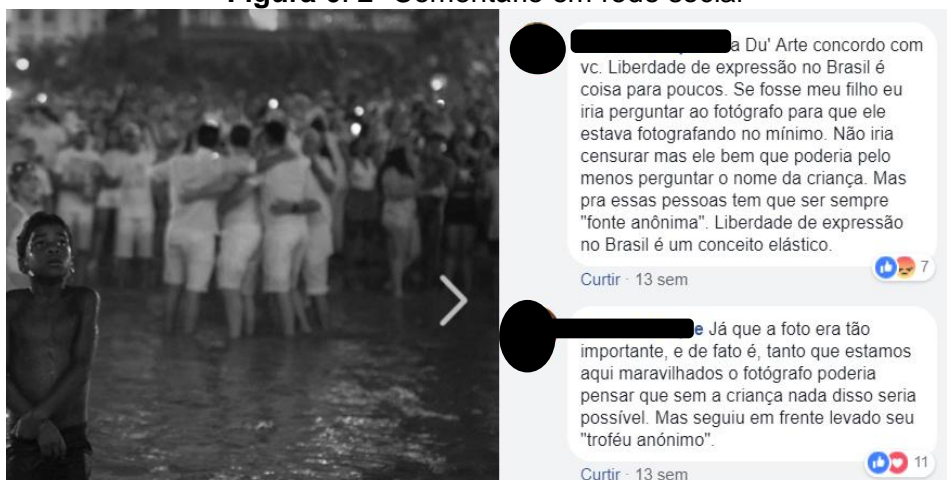 Figura 6. 2- Comentário em rede social
a Du' Arte concordo com
vc. Liberdade de expressão no Brasil é
coisa para poucos. Se fosse meu filho eu
iria perguntar ao fotógrafo para que ele
estava fotografando no mínimo. Não iria
censurar mas ele bem que poderia pelo
menos perguntar o nome da criança. Mas
pra essas pessoas tem que ser sempre
"fonte anônima". Liberdade de expressão
no Brasil é um conceito elástico.
7
Curtir · 13 sem
e Já que a foto era tão
importante, e de fato é, tanto que estamos
aqui maravilhados o fotógrafo poderia
pensar que sem a criança nada disso seria
possível. Mas seguiu em frente levado seu
"troféu anónimo".
11
Curtir · 13 sem